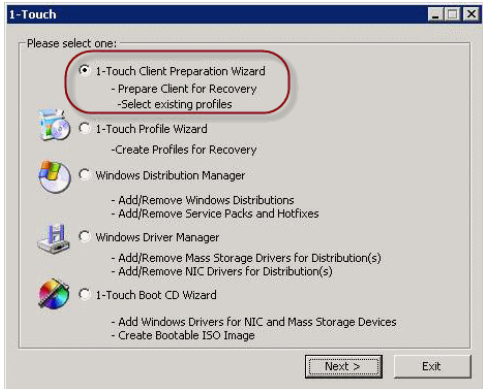 1-Touch
Please select one:
1-Touch Client Preparation Wizard
- Prepare Client for Recovery
-Select existing profiles
1-Touch Profile Wizard
-Create Profiles for Recovery
Windows Distribution Manager
- Add/Remove Windows Distributions
- Add/Remove Service Packs and Hotfixes
Windows Driver Manager
- Add/Remove Mass Storage Drivers for Distribution(s)
- Add/Remove NIC Drivers for Distribution(s)
1-Touch Boot CD Wizard
- Add Windows Drivers for NIC and Mass Storage Devices
- Create Bootable ISO Image
Next > Exit